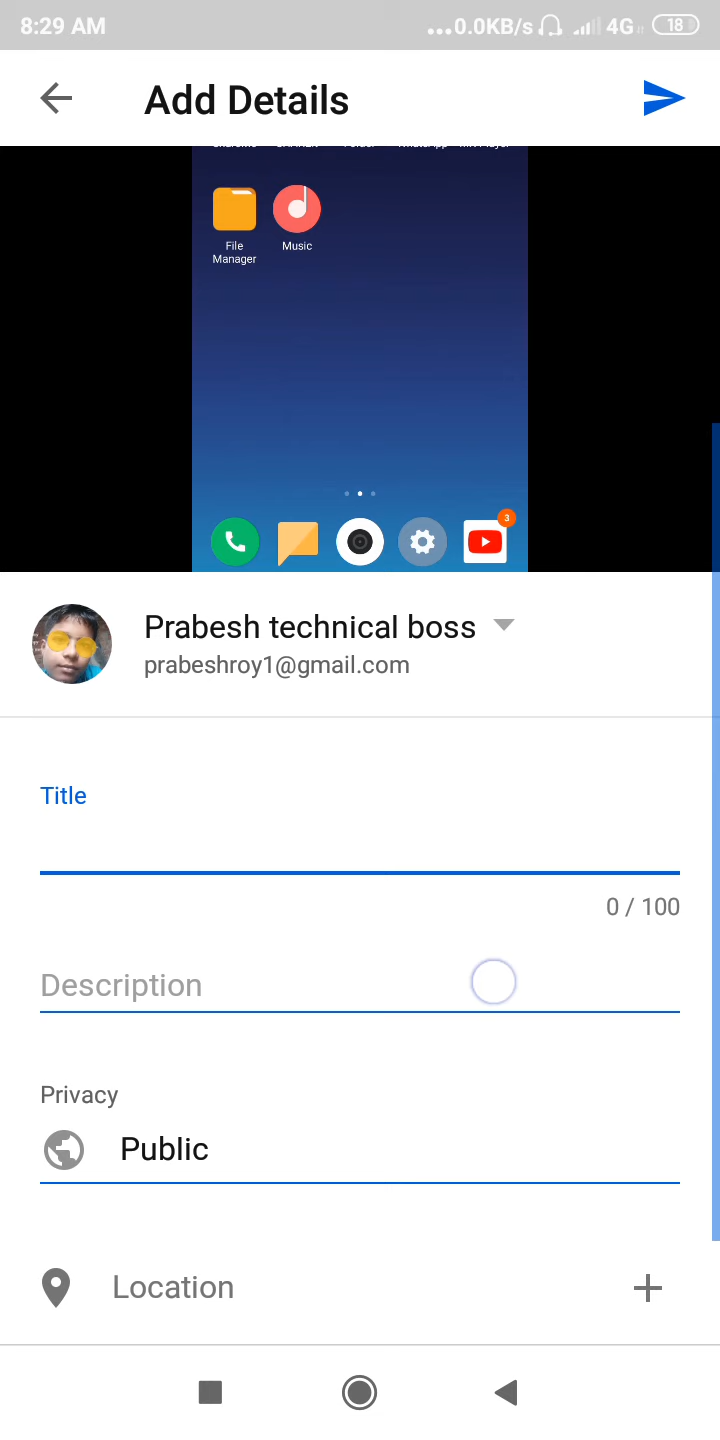 8:29 AM
...0.0KB/s 4G 18
Add Details
File
Manager
Music
3
Prabesh technical boss
prabeshroy1@gmail.com
Title
0 / 100
Description
Privacy
Public
Location